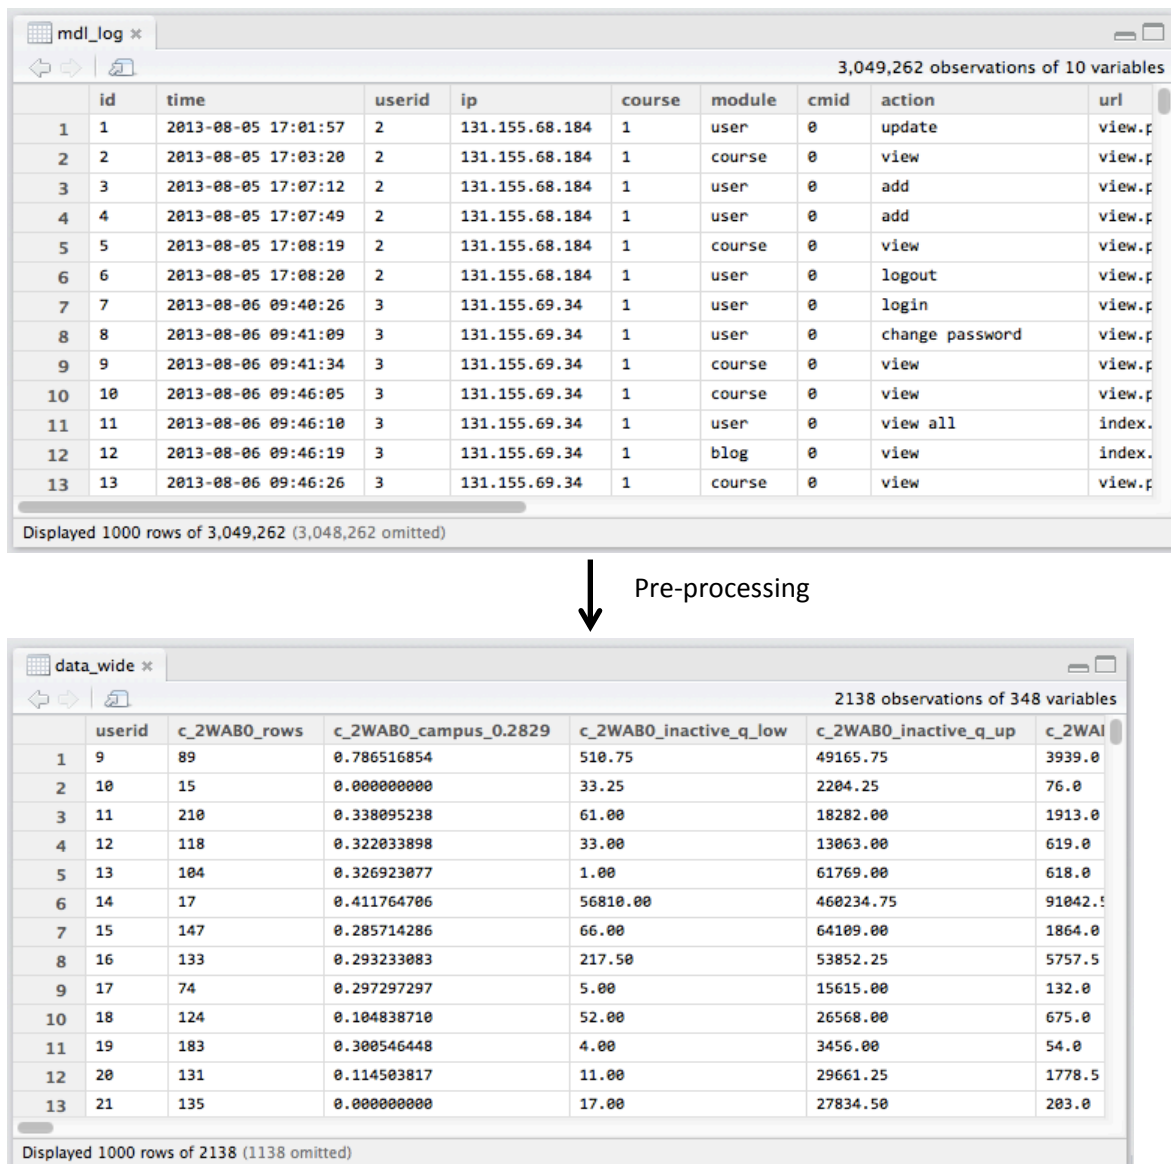 mdl_log
3,049,262 observations of 10 variables
id time userid ip course module cmid action url
1 1 2013-08-05 17:01:57 2 131.155.68.184 1 user 0 update view.p
2 2 2013-08-05 17:03:20 2 131.155.68.184 1 course 0 view view.p
3 3 2013-08-05 17:07:12 2 131.155.68.184 1 user 0 add view.p
4 4 2013-08-05 17:07:49 2 131.155.68.184 1 user 0 add view.p
5 5 2013-08-05 17:08:19 2 131.155.68.184 1 course 0 view view.p
6 6 2013-08-05 17:08:20 2 131.155.68.184 1 user 0 logout view.p
7 7 2013-08-06 09:40:26 3 131.155.69.34 1 user 0 login view.p
8 8 2013-08-06 09:41:09 3 131.155.69.34 1 user 0 change password view.p
9 9 2013-08-06 09:41:34 3 131.155.69.34 1 course 0 view view.p
10 10 2013-08-06 09:46:05 3 131.155.69.34 1 course 0 view view.p
11 11 2013-08-06 09:46:10 3 131.155.69.34 1 user 0 view all index.
12 12 2013-08-06 09:46:19 3 131.155.69.34 1 blog 0 view index.
13 13 2013-08-06 09:46:26 3 131.155.69.34 1 course 0 view view.p
Displayed 1000 rows of 3,049,262 (3,048,262 omitted)
Pre-processing
data_wide
2138 observations of 348 variables
userid c_2WAB0_rows c_2WAB0_campus_0.2829 c_2WAB0_inactive_q_low c_2WAB0_inactive_q_up c_2WAI
1 9 89 0.786516854 510.75 49165.75 3939.0
2 10 15 0.000000000 33.25 2204.25 76.0
3 11 210 0.338095238 61.00 18282.00 1913.0
4 12 118 0.322033898 33.00 13063.00 619.0
5 13 104 0.326923077 1.00 61769.00 618.0
6 14 17 0.411764706 56810.00 460234.75 91042.5
7 15 147 0.285714286 66.00 64109.00 1864.0
8 16 133 0.293233083 217.50 53852.25 5757.5
9 17 74 0.297297297 5.00 15615.00 132.0
10 18 124 0.104838710 52.00 26568.00 675.0
11 19 183 0.300546448 4.00 3456.00 54.0
12 20 131 0.114503817 11.00 29661.25 1778.5
13 21 135 0.000000000 17.00 27834.50 203.0
Displayed 1000 rows of 2138 (1138 omitted)